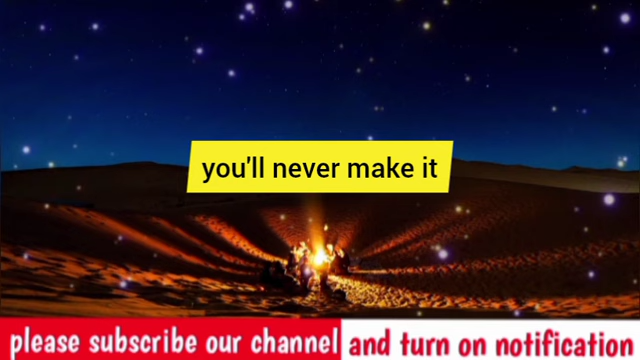 you'll never make it
please subscribe our channel and turn on notification